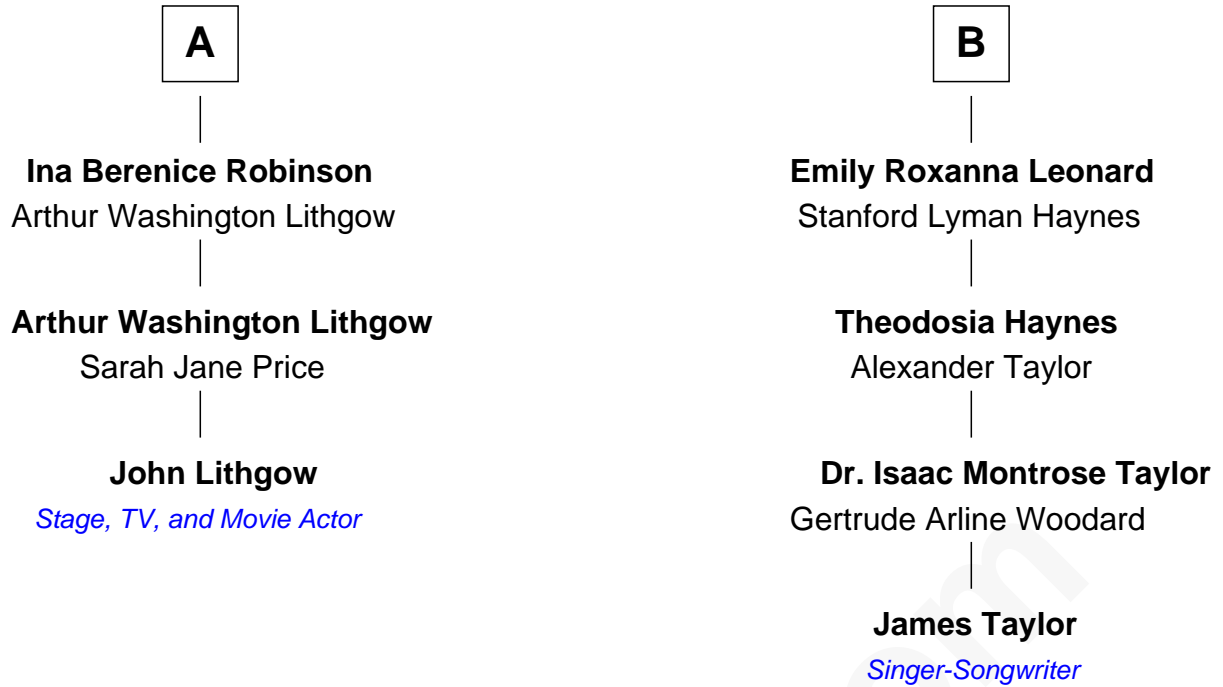 A
Ina Berenice Robinson
Arthur Washington Lithgow
Arthur Washington Lithgow
Sarah Jane Price
John Lithgow
Stage, TV, and Movie Actor
B
Emily Roxanna Leonard
Stanford Lyman Haynes
Theodosia Haynes
Alexander Taylor
Dr. Isaac Montrose Taylor
Gertrude Arline Woodard
James Taylor
Singer-Songwriter